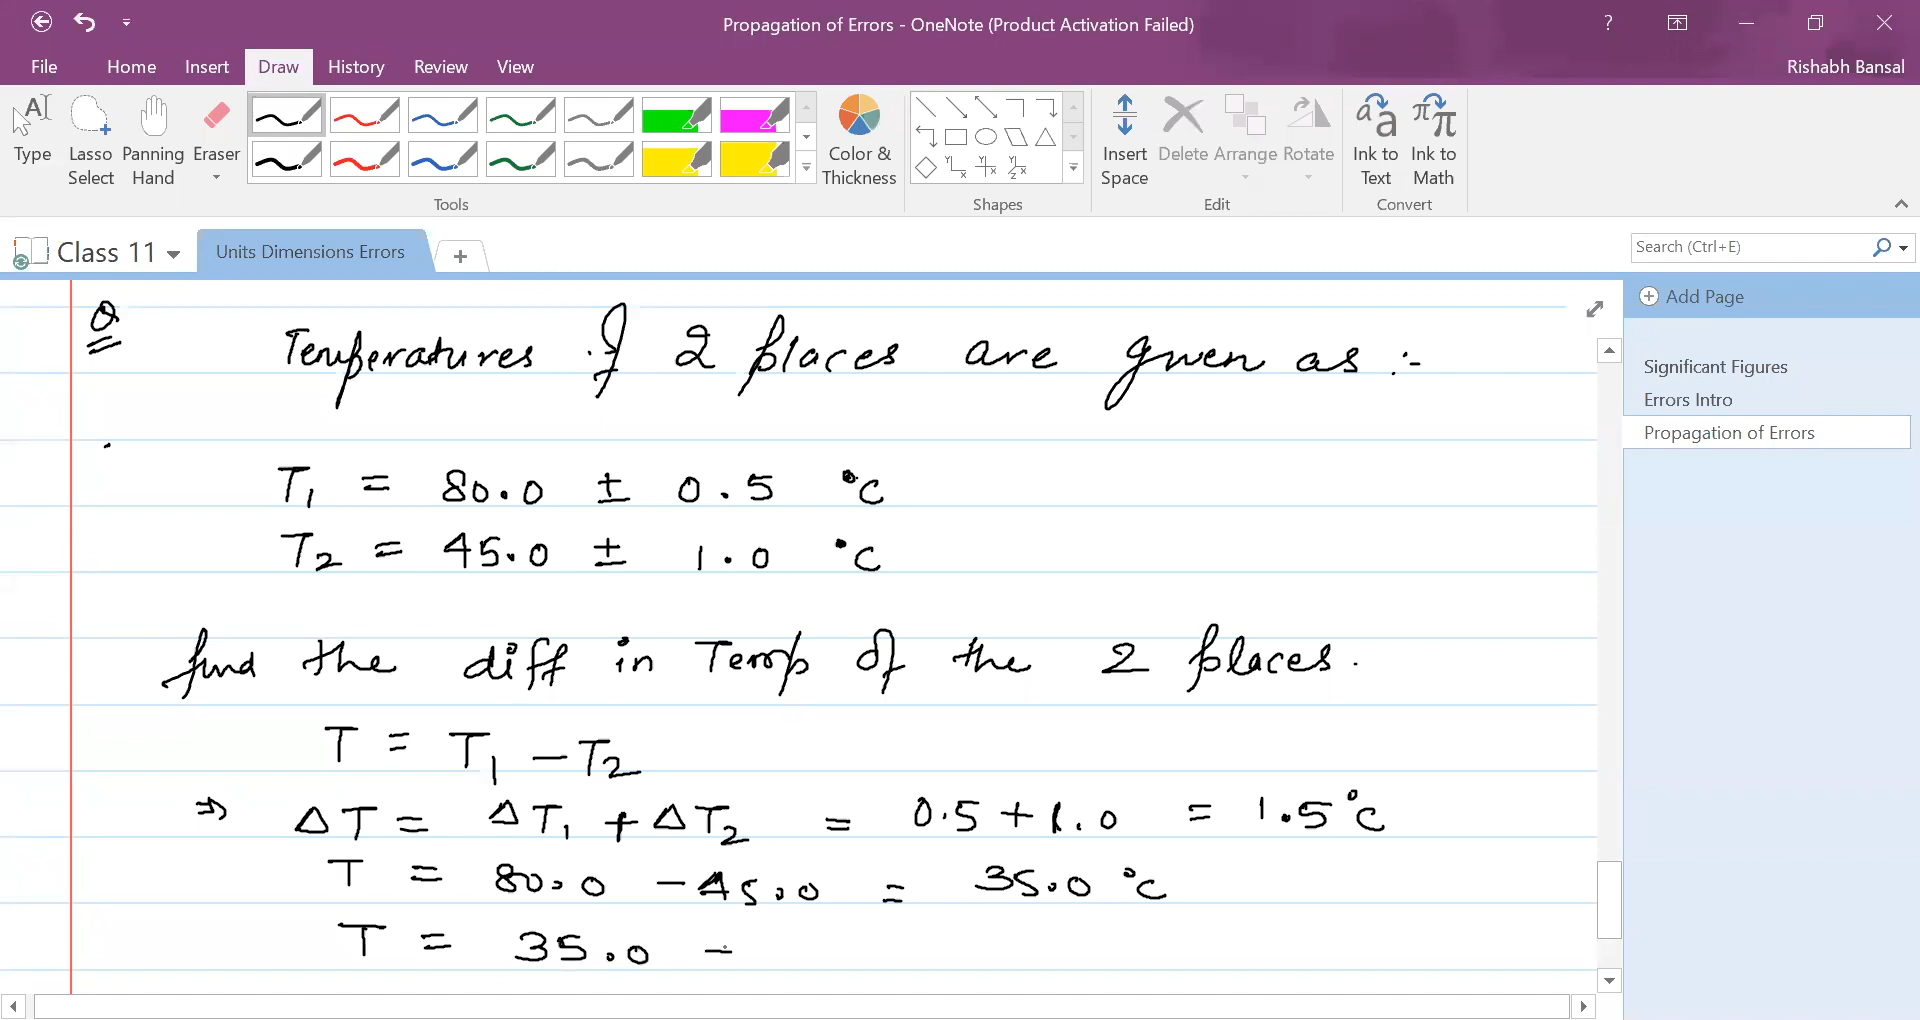 Propagation of Errors - OneNote (Product Activation Failed)
?
File Home Insert Draw History Review View
Rishabh Bansal
Type
Lasso Select
Panning Hand
Eraser
Color & Thickness
Insert Space
Delete
Arrange
Rotate
Ink to Text
Ink to Math
Tools
Shapes
Edit
Convert
Class 11
Units Dimensions Errors
+
Search (Ctrl+E)
Add Page
Significant Figures
Errors Intro
Propagation of Errors
Q
Temperatures of 2 places are given as :-
T₁ = 80.0 ± 0.5 °C
T₂ = 45.0 ± 1.0 °C
find the diff in Temp of the 2 places.
T = T₁ - T₂
⇒ ΔT = ΔT₁ + ΔT₂ = 0.5 + 1.0 = 1.5°C
T = 80.0 - 45.0 = 35.0 °C
T = 35.0 -